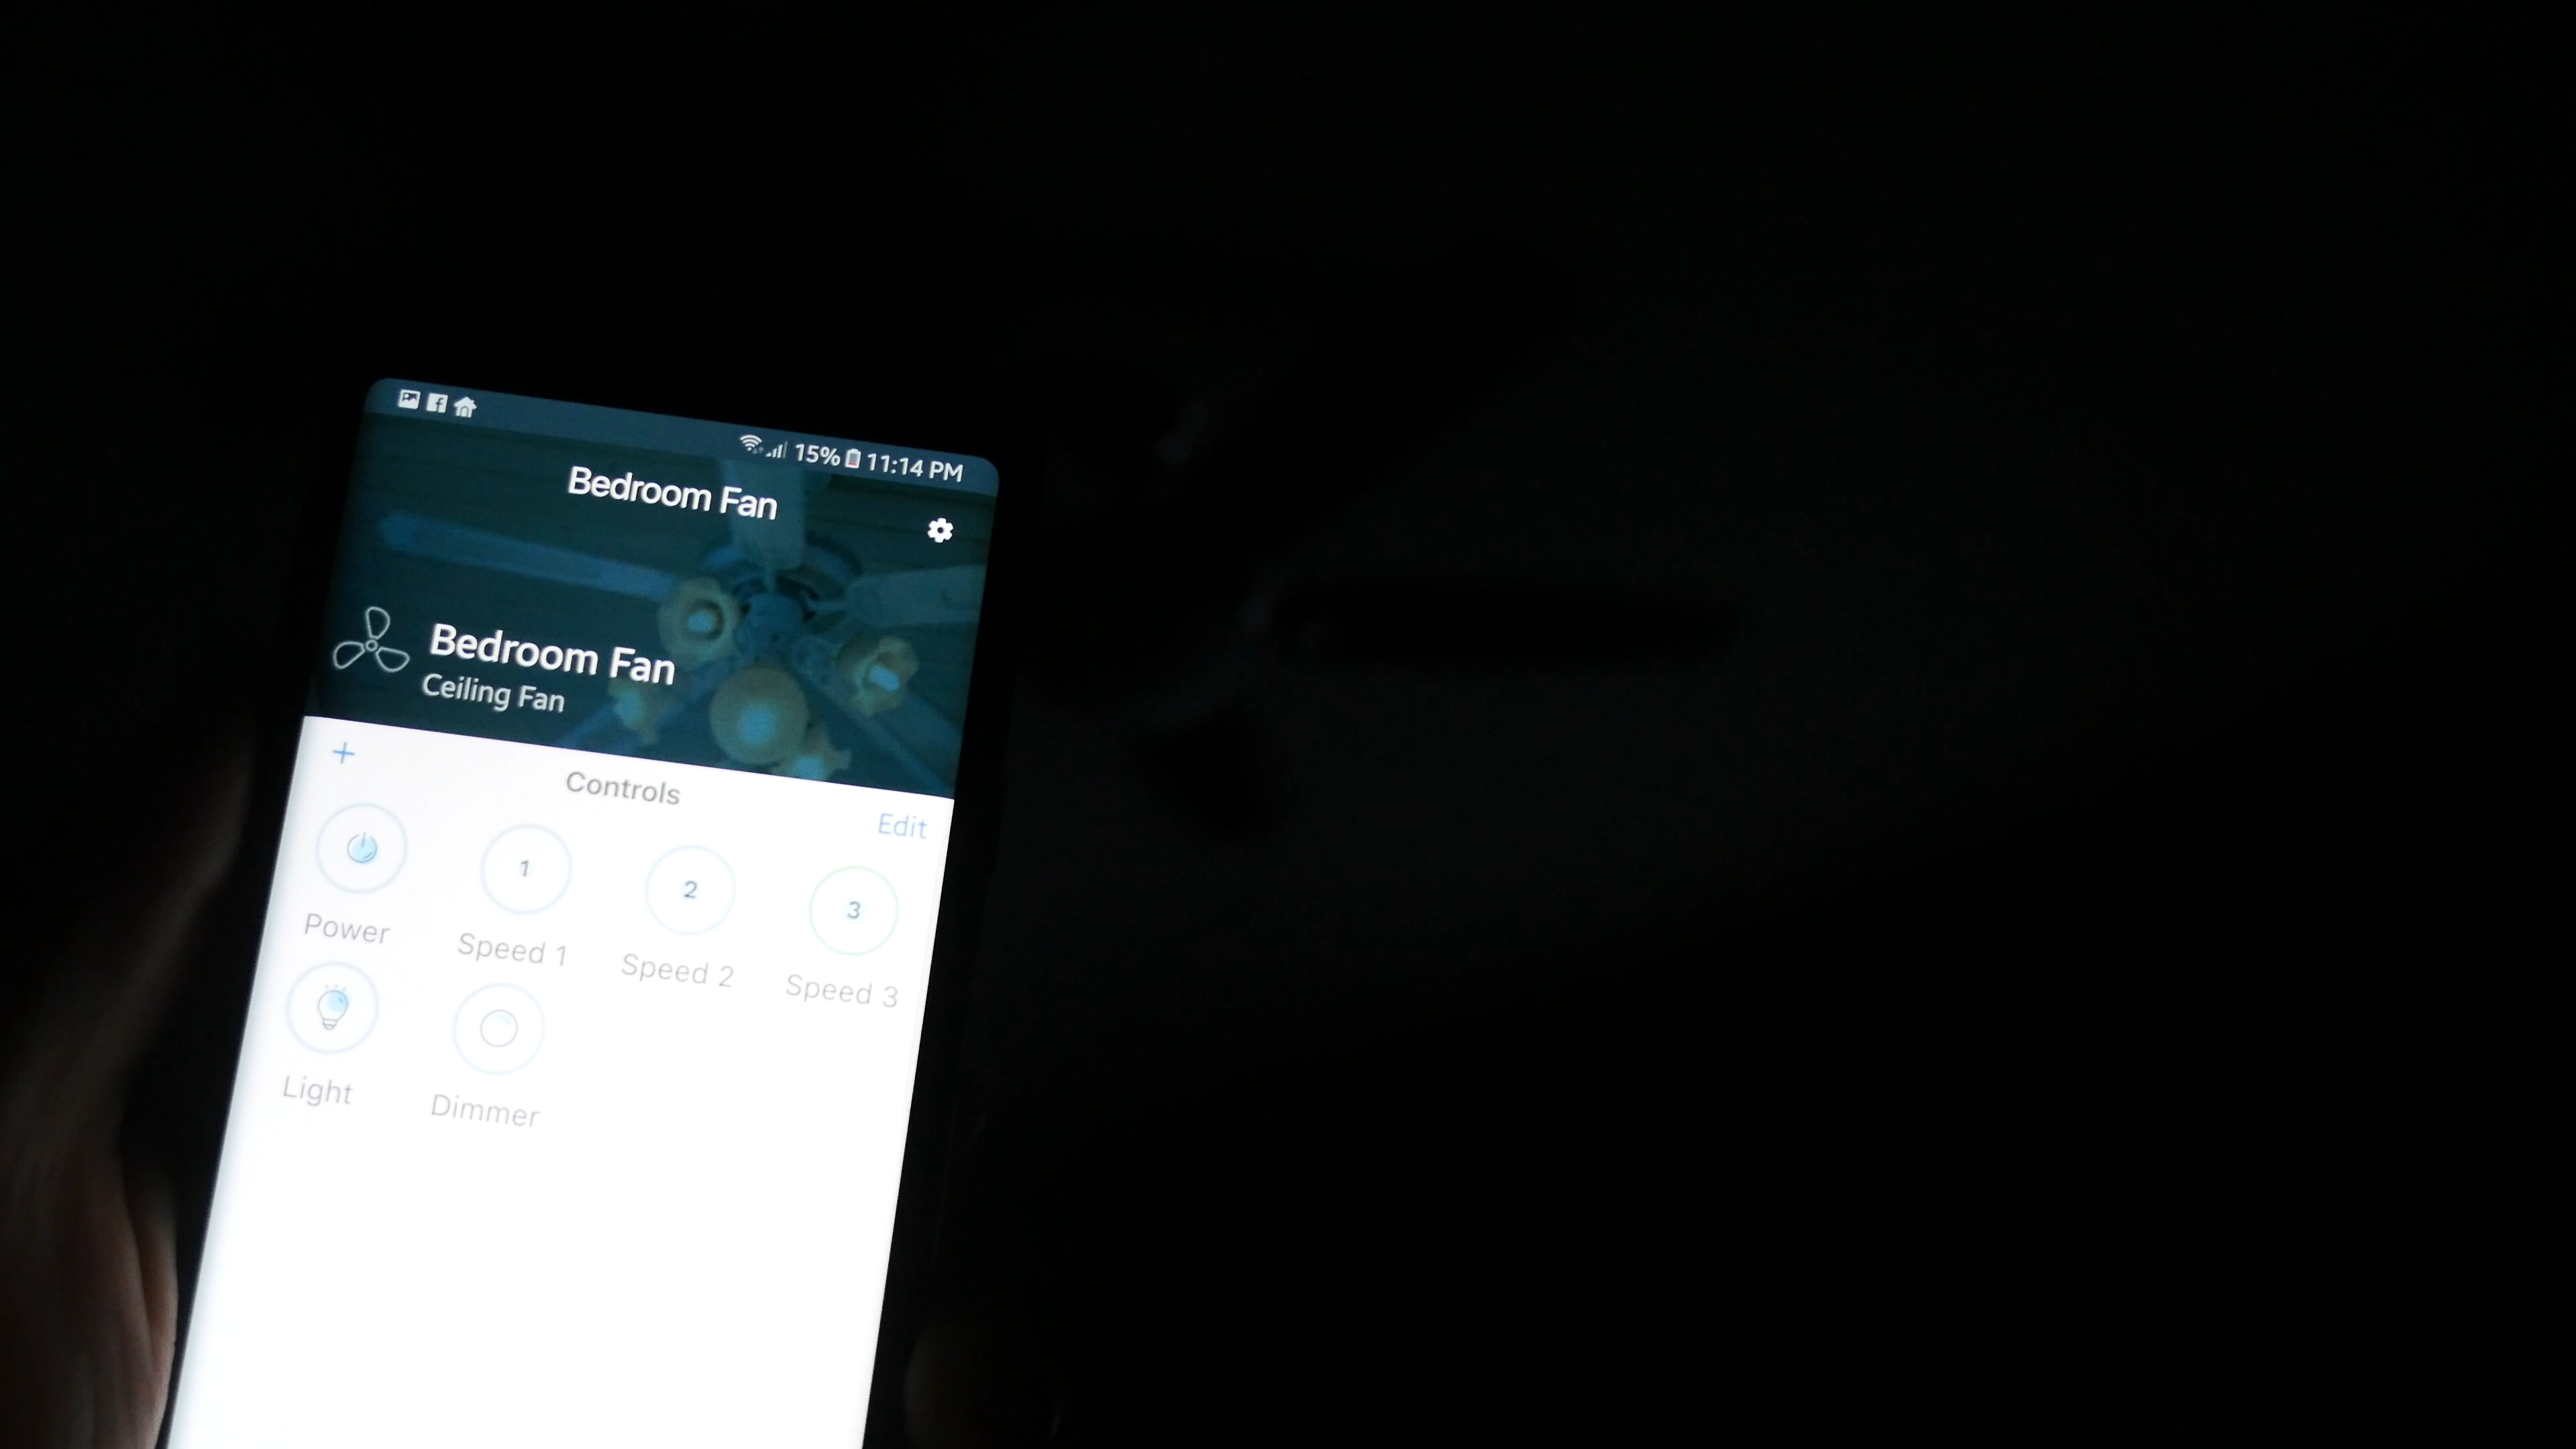 15% 11:14 PM
Bedroom Fan
Bedroom Fan
Ceiling Fan
Controls
Edit
1 2 3
Power Speed 1 Speed 2 Speed 3
Light Dimmer